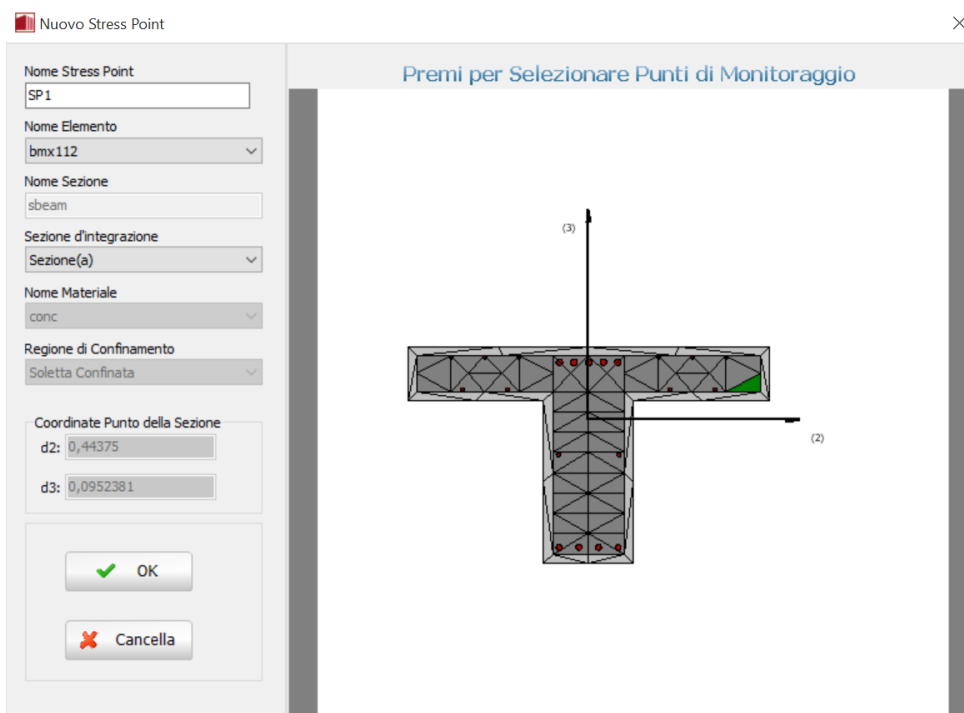 Nuovo Stress Point
Nome Stress Point
SP1
Nome Elemento
bmx112
Nome Sezione
sbeam
Sezione d'integrazione
Sezione(a)
Nome Materiale
conc
Regione di Confinamento
Soletta Confinata
Coordinate Punto della Sezione
d2: 0,44375
d3: 0,0952381
OK
Cancella
Premi per Selezionare Punti di Monitoraggio
(3)
(2)